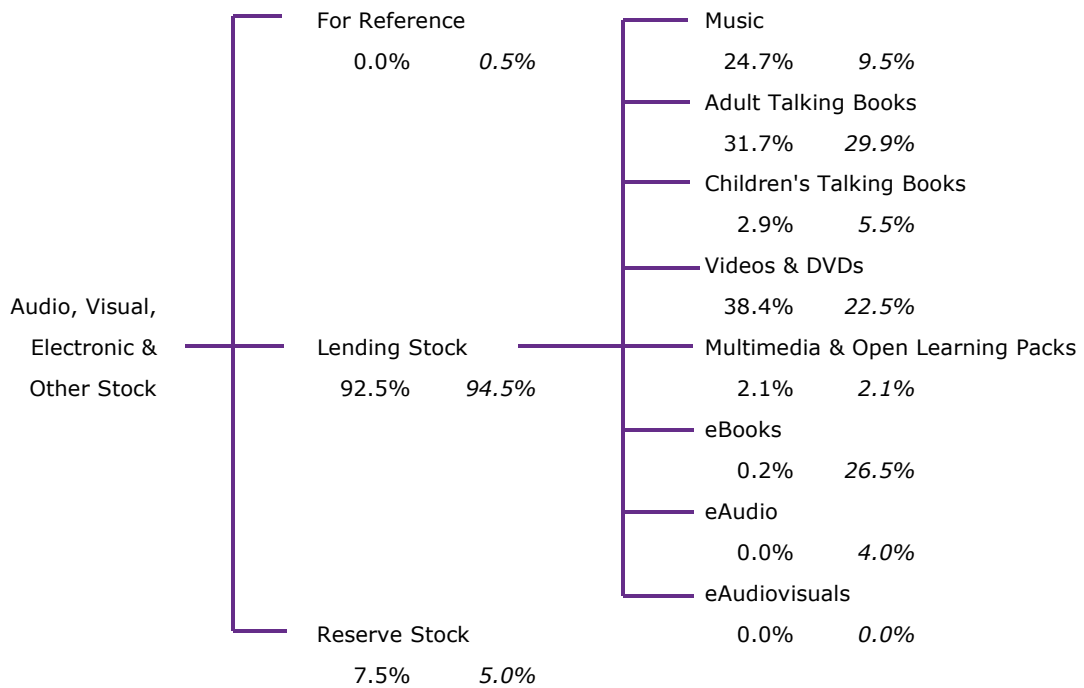 For Reference
0.0% 0.5%
Audio, Visual,
Electronic &
Other Stock
Lending Stock
92.5% 94.5%
Reserve Stock
7.5% 5.0%
Music
24.7% 9.5%
Adult Talking Books
31.7% 29.9%
Children's Talking Books
2.9% 5.5%
Videos & DVDs
38.4% 22.5%
Multimedia & Open Learning Packs
2.1% 2.1%
eBooks
0.2% 26.5%
eAudio
0.0% 4.0%
eAudiovisuals
0.0% 0.0%